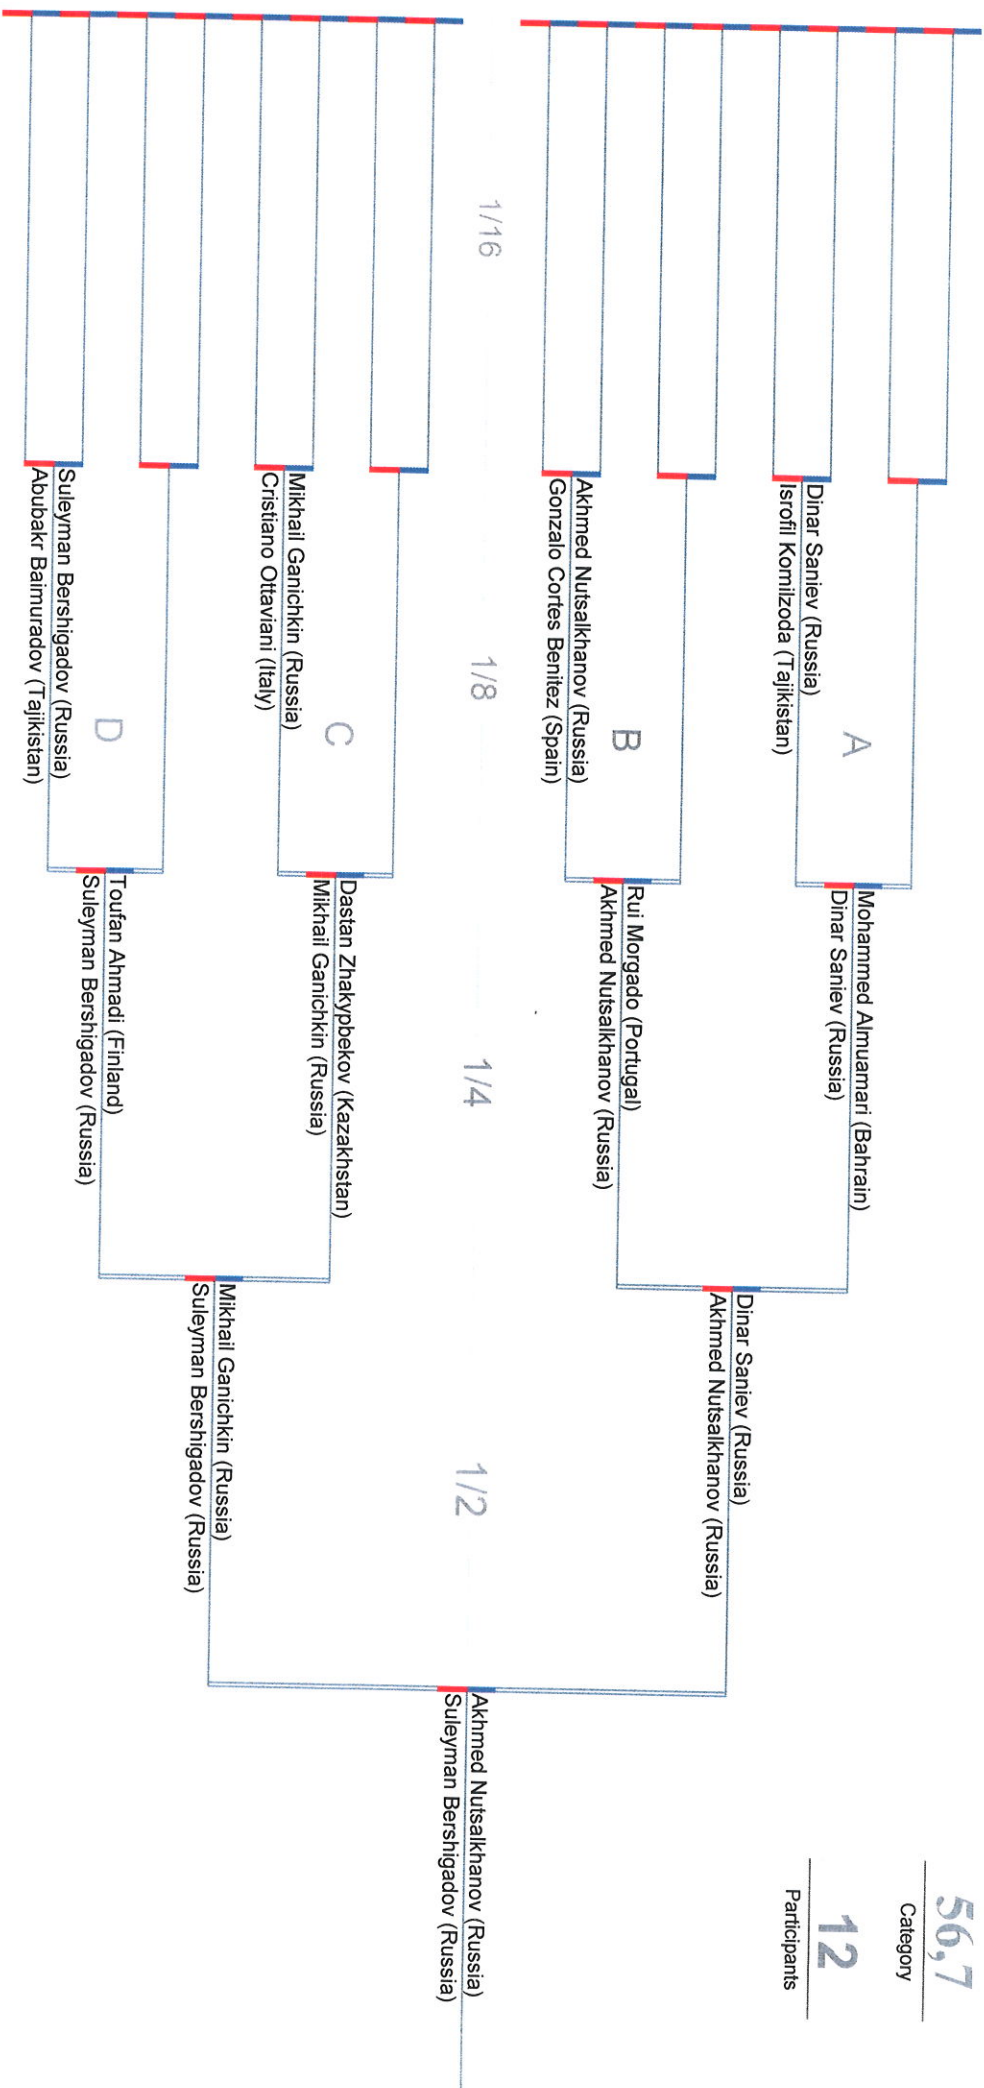 56,7
Category
12
Participants
1/16
1/8
1/4
1/2
A
B
C
D
Dinar Saniev (Russia)
Isrofil Komilzoda (Tajikistan)
Akhmed Nutsalkhanov (Russia)
Gonzalo Cortes Benitez (Spain)
Mikhail Ganichkin (Russia)
Cristiano Ottaviani (Italy)
Suleyman Bershigadov (Russia)
Abubakr Baimuradov (Tajikistan)
Mohammed Almuamari (Bahrain)
Dinar Saniev (Russia)
Rui Morgado (Portugal)
Akhmed Nutsalkhanov (Russia)
Dastan Zhakypbekov (Kazakhstan)
Mikhail Ganichkin (Russia)
Toufan Ahmadi (Finland)
Suleyman Bershigadov (Russia)
Dinar Saniev (Russia)
Akhmed Nutsalkhanov (Russia)
Mikhail Ganichkin (Russia)
Suleyman Bershigadov (Russia)
Akhmed Nutsalkhanov (Russia)
Suleyman Bershigadov (Russia)